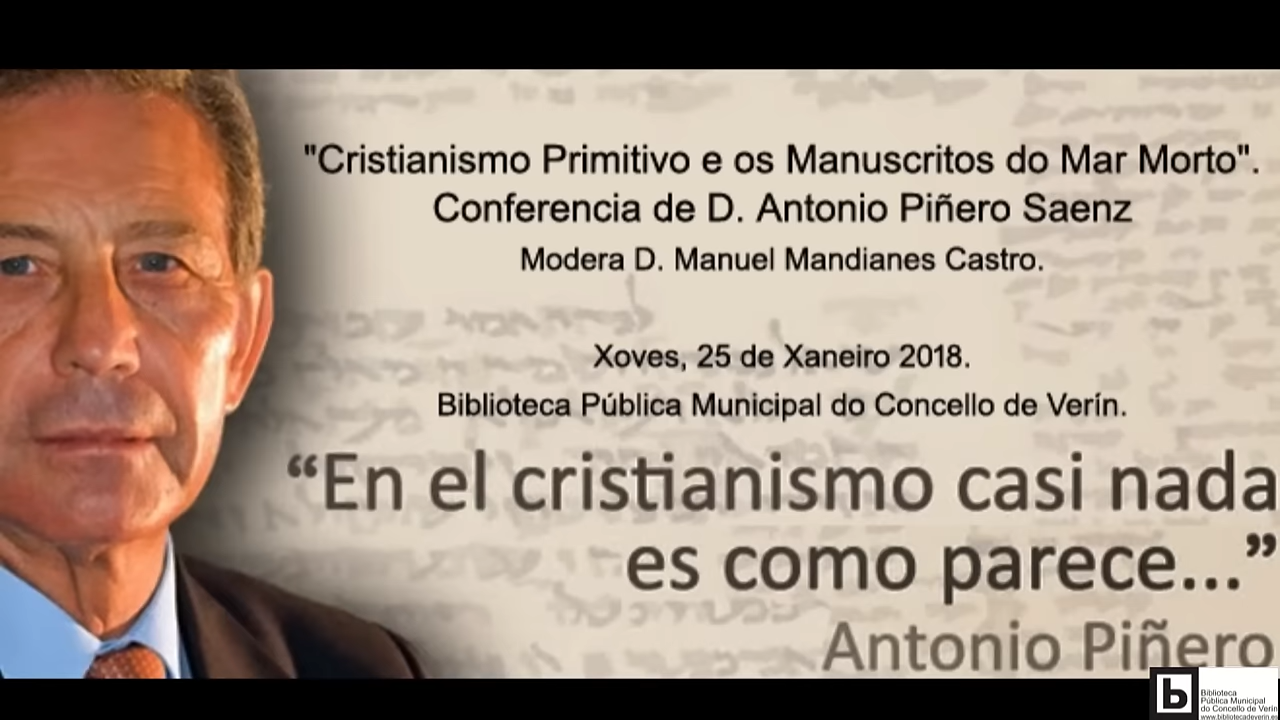 "Cristianismo Primitivo e os Manuscritos do Mar Morto".
Conferencia de D. Antonio Piñero Saenz
Modera D. Manuel Mandianes Castro.
Xoves, 25 de Xaneiro 2018.
Biblioteca Pública Municipal do Concello de Verín.
“En el cristianismo casi nada
es como parece...”
Antonio Piñero
b
Biblioteca
Pública Municipal
do Concello de Verín
www.bibliotecadeverin.